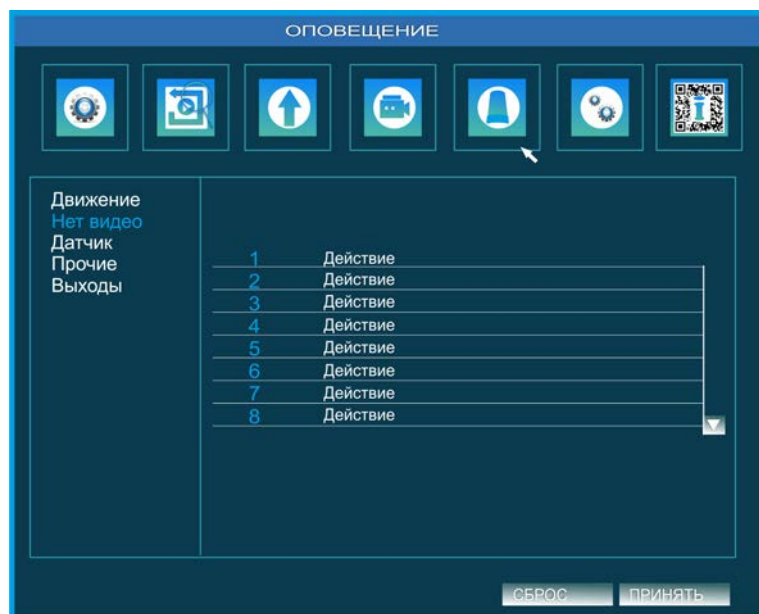 ОПОВЕЩЕНИЕ
Движение
Нет видео
Датчик
Прочие
Выходы
1 Действие
2 Действие
3 Действие
4 Действие
5 Действие
6 Действие
7 Действие
8 Действие
СБРОС ПРИНЯТЬ